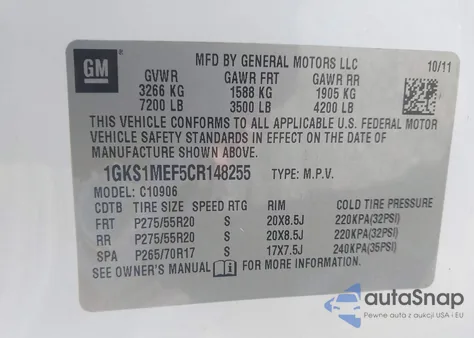 GM
MFD BY GENERAL MOTORS LLC
10/11
GVWR GAWR FRT GAWR RR
3266 KG 1588 KG 1905 KG
7200 LB 3500 LB 4200 LB
THIS VEHICLE CONFORMS TO ALL APPLICABLE U.S. FEDERAL MOTOR
VEHICLE SAFETY STANDARDS IN EFFECT ON THE DATE OF
MANUFACTURE SHOWN ABOVE.
1GKS1MEF5CR148255 TYPE: M.P.V.
MODEL: C10906
CDTB TIRE SIZE SPEED RTG RIM COLD TIRE PRESSURE
FRT P275/55R20 S 20X8.5J 220KPA(32PSI)
RR P275/55R20 S 20X8.5J 220KPA(32PSI)
SPA P265/70R17 S 17X7.5J 240KPA(35PSI)
SEE OWNER'S MANUAL i FOR MORE INFORMATION.
autoSnap
Pewne auta z aukcji USA i EU